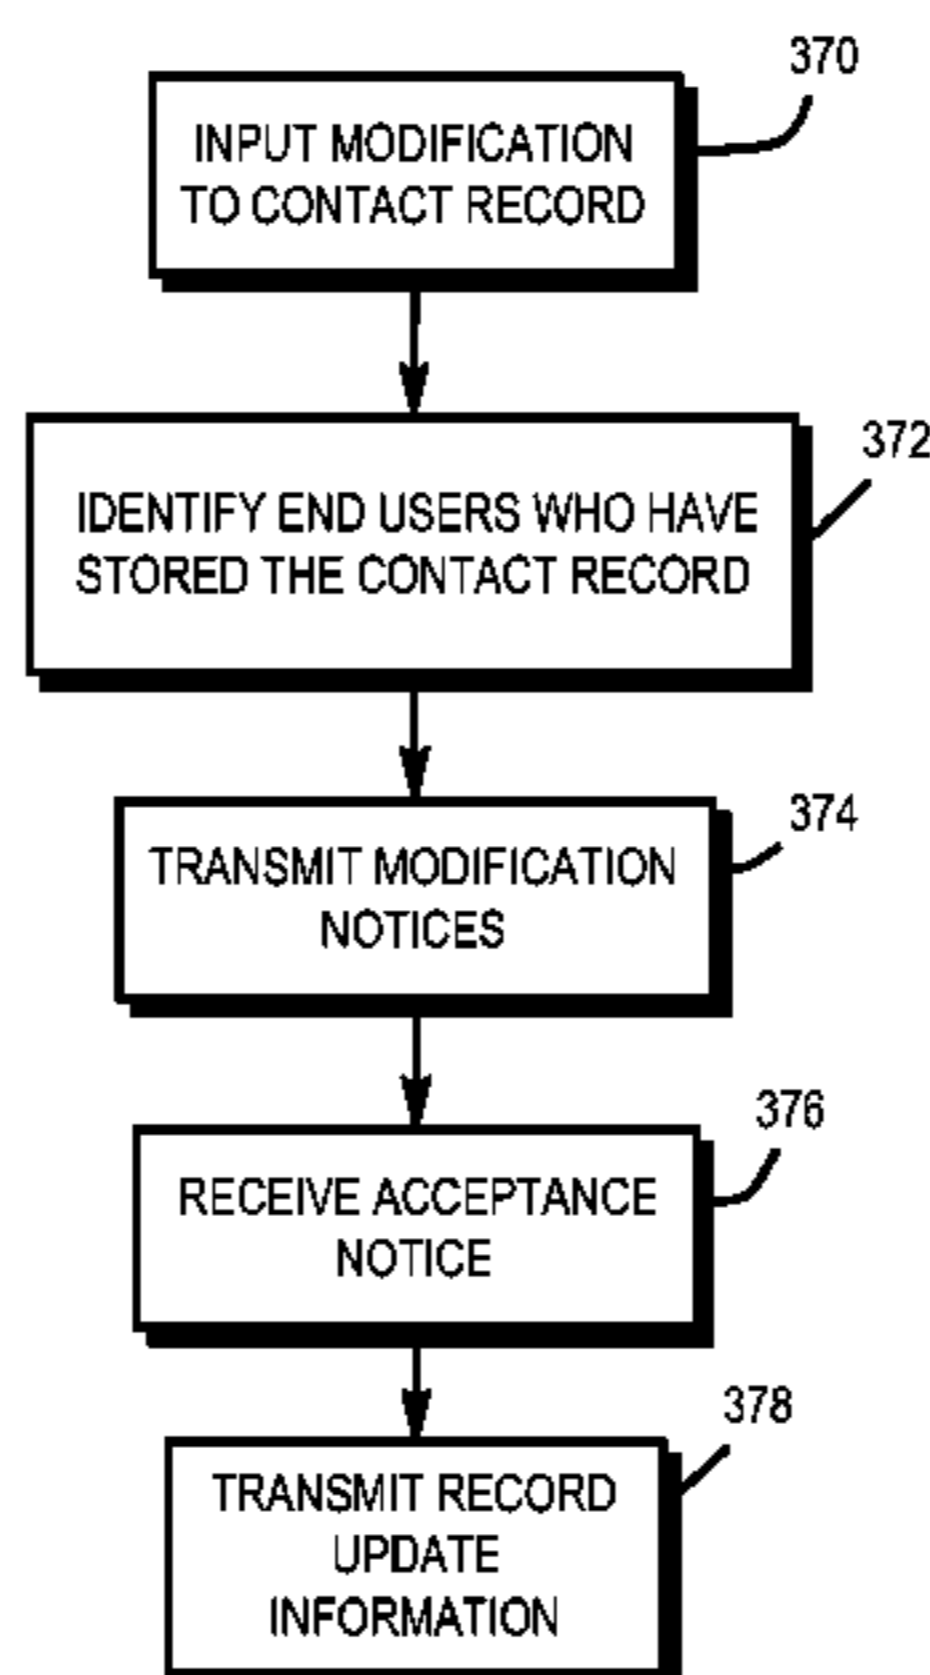 370
INPUT MODIFICATION
TO CONTACT RECORD
372
IDENTIFY END USERS WHO HAVE
STORED THE CONTACT RECORD
374
TRANSMIT MODIFICATION
NOTICES
376
RECEIVE ACCEPTANCE
NOTICE
378
TRANSMIT RECORD
UPDATE
INFORMATION